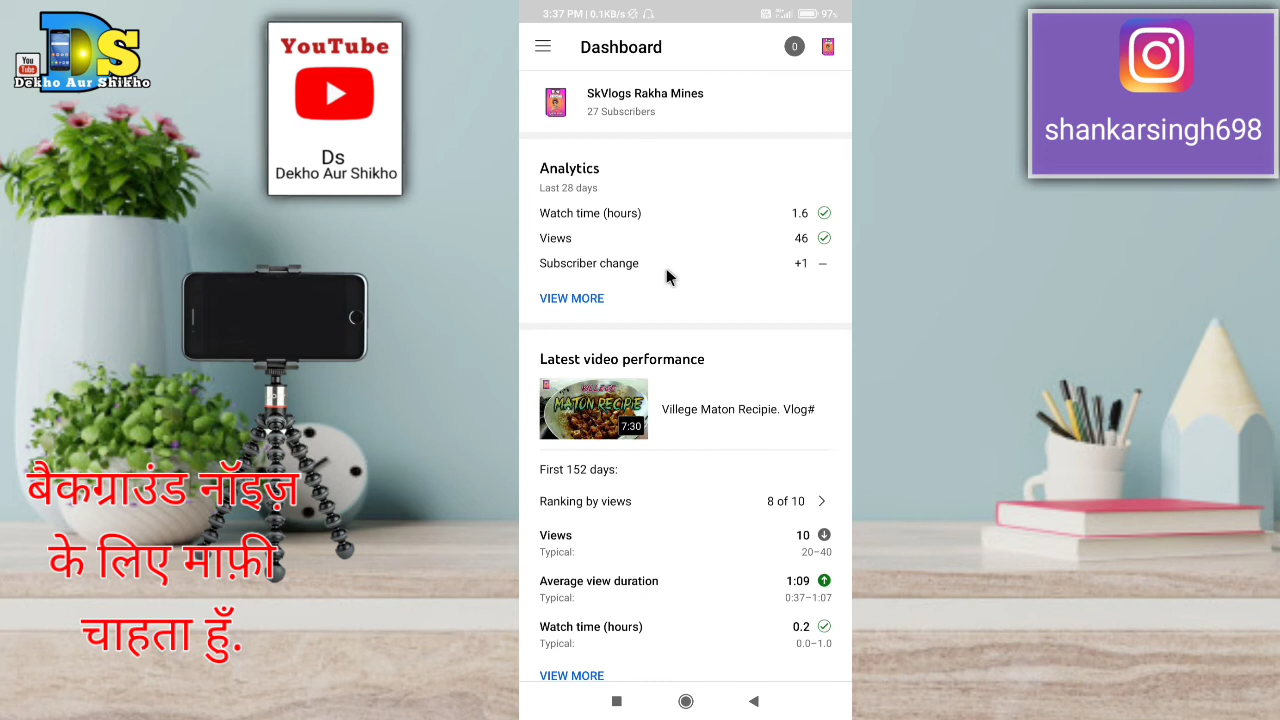 DS
You
Tube
Dekho Aur Shikho
YouTube
Ds
Dekho Aur Shikho
बैकग्राउंड नॉइज़
के लिए माफ़ी
चाहता हुँ.
3:37 PM | 0.1KB/s
97%
Dashboard
0
SkVlogs Rakha Mines
27 Subscribers
Analytics
Last 28 days
Watch time (hours) 1.6
Views 46
Subscriber change +1 –
VIEW MORE
Latest video performance
VILLEGE
MATON RECIPIE
7:30
Villege Maton Recipie. Vlog#
First 152 days:
Ranking by views 8 of 10
Views 10
Typical: 20–40
Average view duration 1:09
Typical: 0:37–1:07
Watch time (hours) 0.2
Typical: 0.0–1.0
VIEW MORE
shankarsingh698